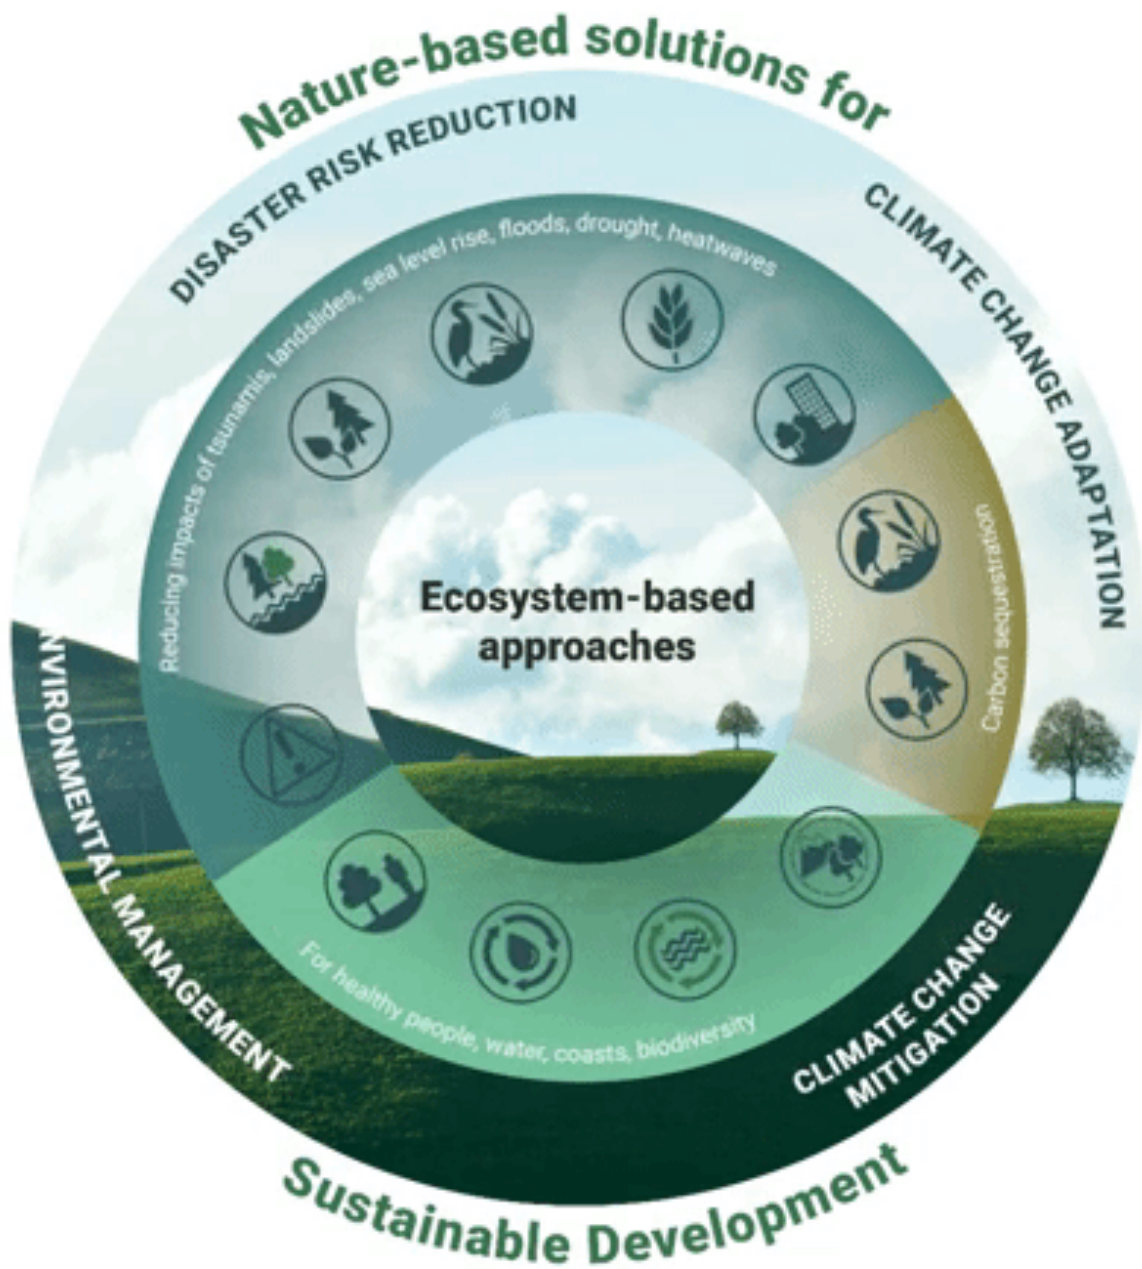 Nature-based solutions for
DISASTER RISK REDUCTION
CLIMATE CHANGE ADAPTATION
Reducing impacts of tsunamis, landslides, sea level rise, floods, drought, heatwaves
Carbon sequestration
Ecosystem-based
approaches
NVIRONMENTAL MANAGEMENT
For healthy people, water, coasts, biodiversity
CLIMATE CHANGE
MITIGATION
Sustainable Development